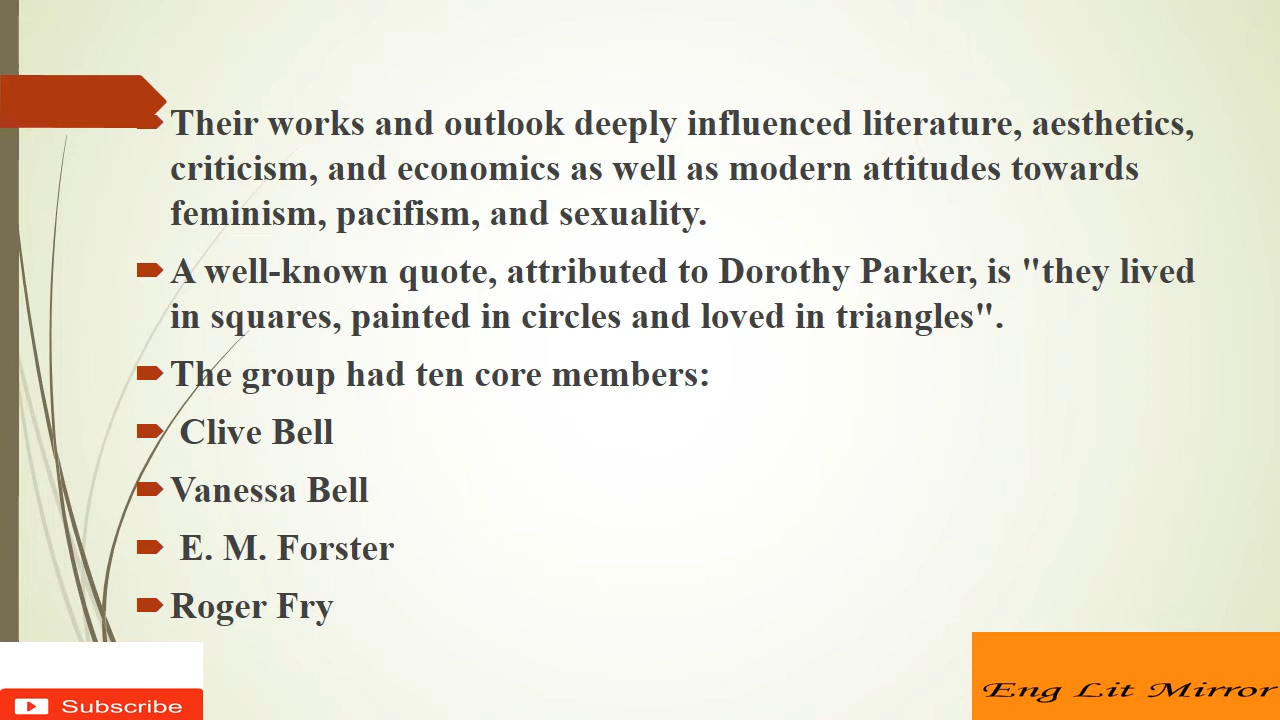 Their works and outlook deeply influenced literature, aesthetics,
criticism, and economics as well as modern attitudes towards
feminism, pacifism, and sexuality.
A well-known quote, attributed to Dorothy Parker, is "they lived
in squares, painted in circles and loved in triangles".
The group had ten core members:
Clive Bell
Vanessa Bell
E. M. Forster
Roger Fry
Subscribe
Eng Lit Mirror